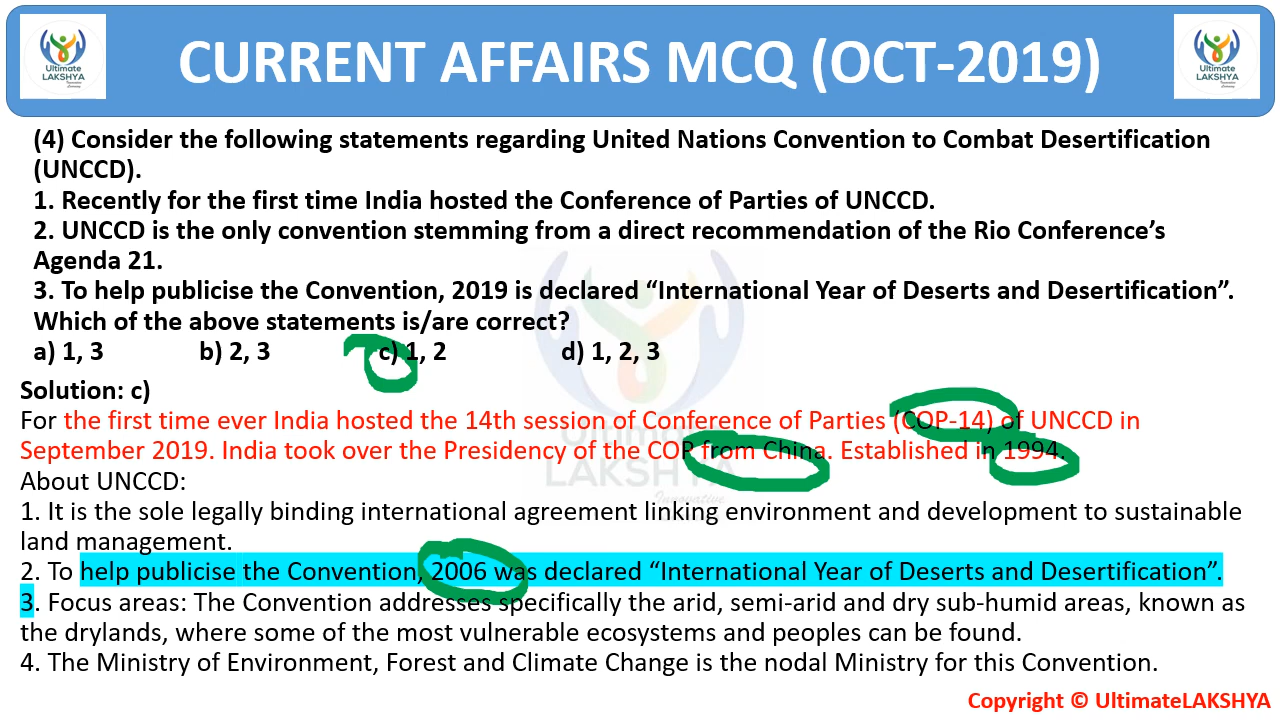 Ultimate
LAKSHYA
CURRENT AFFAIRS MCQ (OCT-2019)
Ultimate
LAKSHYA
(4) Consider the following statements regarding United Nations Convention to Combat Desertification
(UNCCD).
1. Recently for the first time India hosted the Conference of Parties of UNCCD.
2. UNCCD is the only convention stemming from a direct recommendation of the Rio Conference’s
Agenda 21.
3. To help publicise the Convention, 2019 is declared “International Year of Deserts and Desertification”.
Which of the above statements is/are correct?
a) 1, 3 b) 2, 3 c) 1, 2 d) 1, 2, 3
Solution: c)
For the first time ever India hosted the 14th session of Conference of Parties (COP-14) of UNCCD in
September 2019. India took over the Presidency of the COP from China. Established in 1994.
About UNCCD:
1. It is the sole legally binding international agreement linking environment and development to sustainable
land management.
2. To help publicise the Convention, 2006 was declared “International Year of Deserts and Desertification”.
3. Focus areas: The Convention addresses specifically the arid, semi-arid and dry sub-humid areas, known as
the drylands, where some of the most vulnerable ecosystems and peoples can be found.
4. The Ministry of Environment, Forest and Climate Change is the nodal Ministry for this Convention.
Ultimate
LAKSHYA
Innovative
Copyright © UltimateLAKSHYA